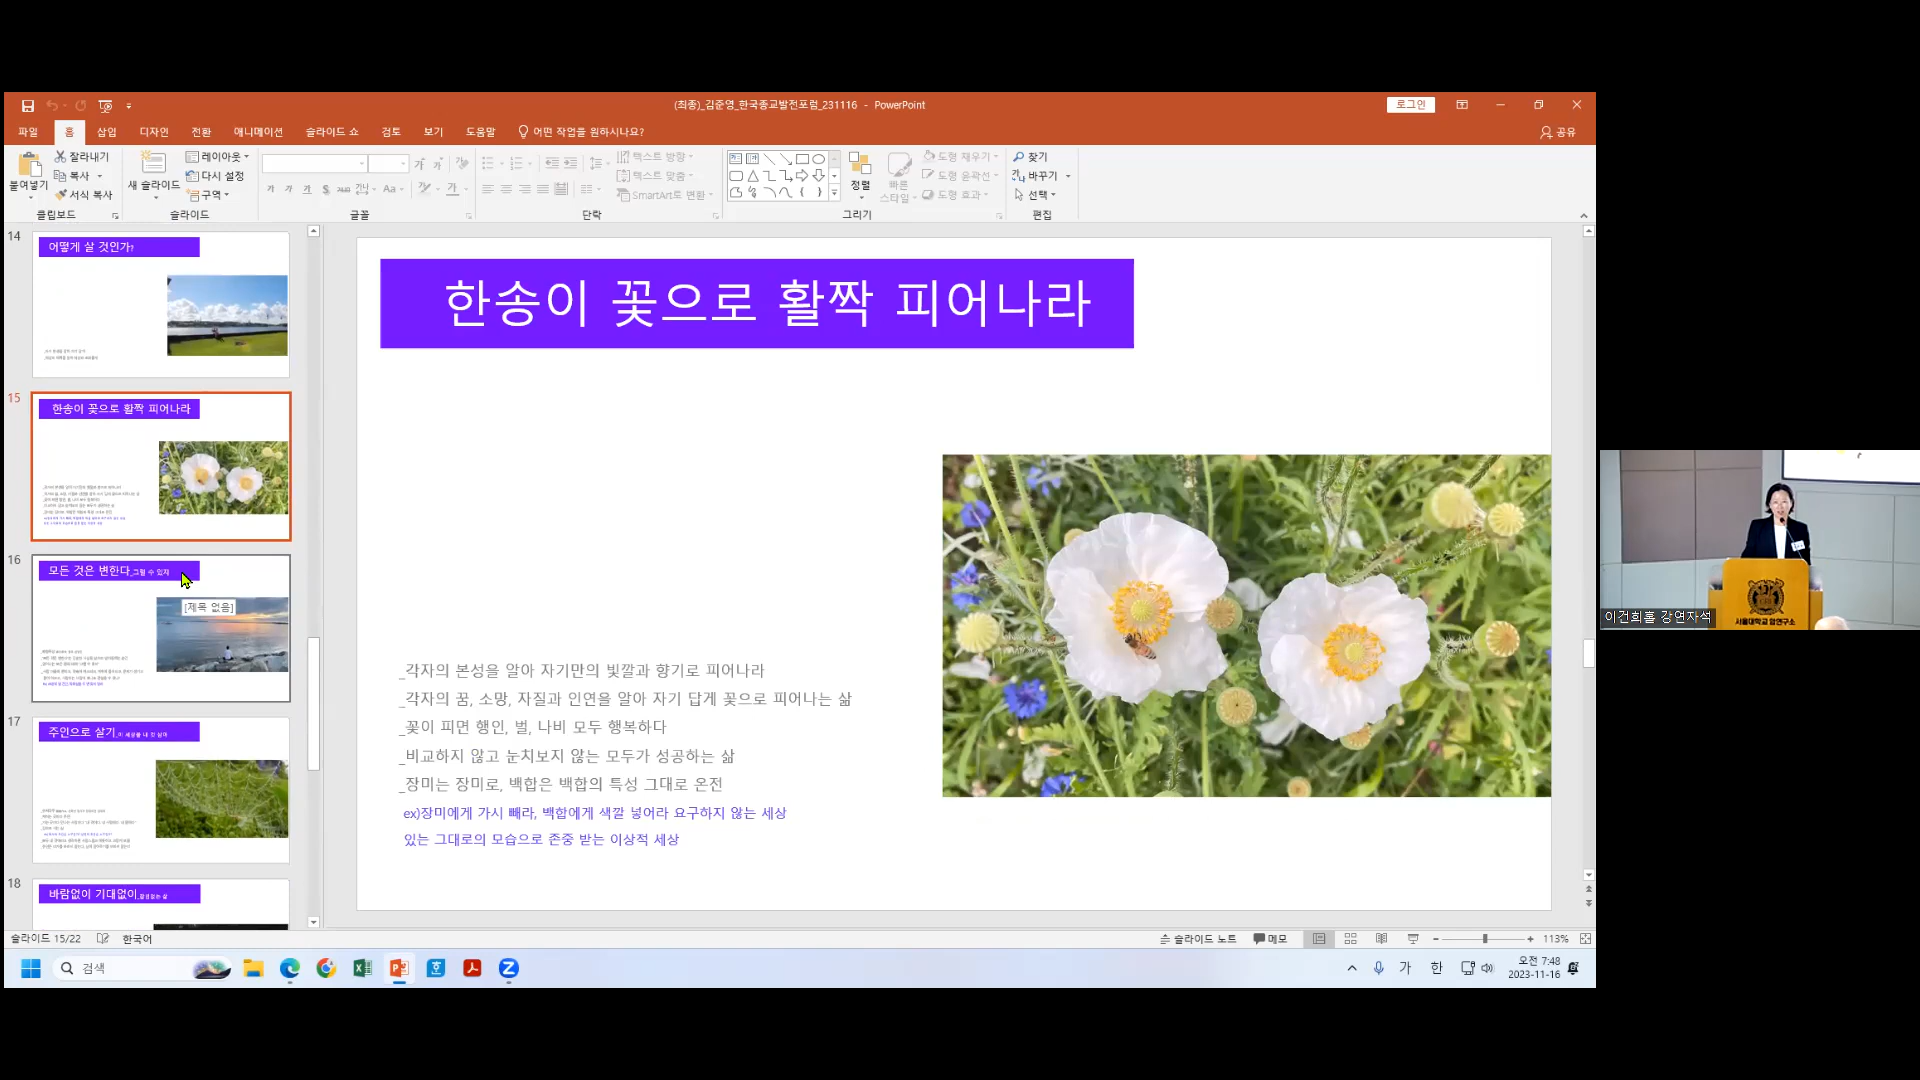 (최종)_김준영_한국종교발전포럼_231116 - PowerPoint
로그인
파일 홈 삽입 디자인 전환 애니메이션 슬라이드 쇼 검토 보기 도움말 어떤 작업을 원하시나요? 공유
붙여넣기 잘라내기 복사 서식 복사
새 슬라이드 레이아웃 다시 설정 구역
텍스트 방향 텍스트 맞춤 SmartArt로 변환
정렬 빠른 스타일 도형 채우기 도형 윤곽선 도형 효과
찾기 바꾸기 선택
클립보드 슬라이드 글꼴 단락 그리기 편집
14
어떻게 살 것인가?
15
한송이 꽃으로 활짝 피어나라
16
모든 것은 변한다_그럴 수 있지
[제목 없음]
17
주인으로 살기
18
바람없이 기대없이
한송이 꽃으로 활짝 피어나라
_각자의 본성을 알아 자기만의 빛깔과 향기로 피어나라
_각자의 꿈, 소망, 자질과 인연을 알아 자기 답게 꽃으로 피어나는 삶
_꽃이 피면 행인, 벌, 나비 모두 행복하다
_비교하지 않고 눈치보지 않는 모두가 성공하는 삶
_장미는 장미로, 백합은 백합의 특성 그대로 온전
ex)장미에게 가시 빼라, 백합에게 색깔 넣어라 요구하지 않는 세상
있는 그대로의 모습으로 존중 받는 이상적 세상
이건희홀 강연자석
서울대학교 암연구소
슬라이드 15/22 한국어
슬라이드 노트 메모 113%
검색
가 한
오전 7:48
2023-11-16